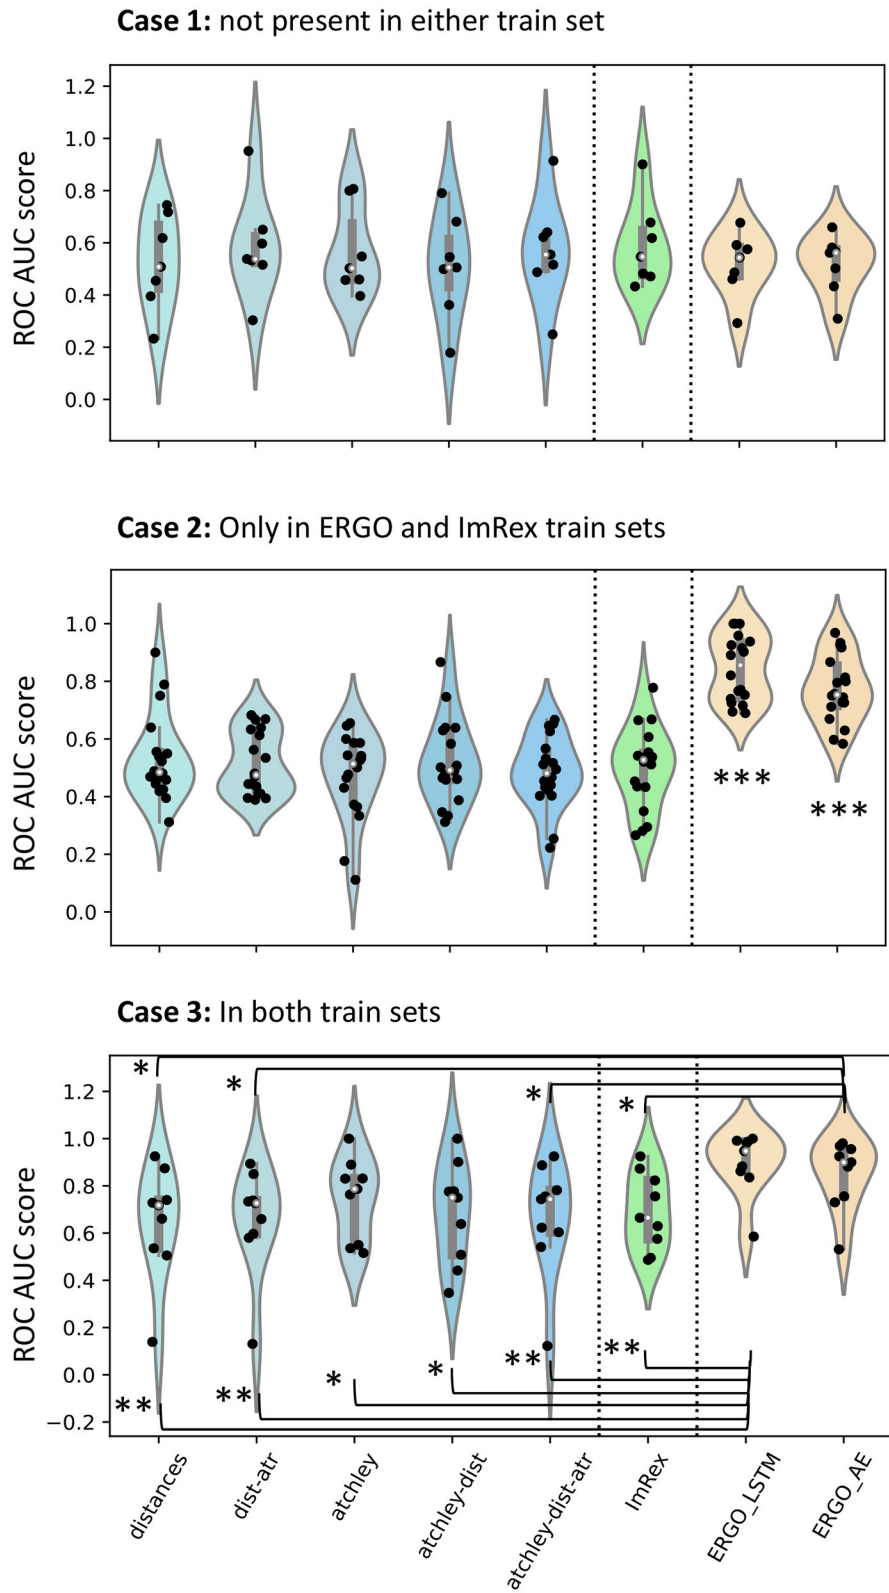 Case 1: not present in either train set
ROC AUC score
1.2
1.0
0.8
0.6
0.4
0.2
0.0
Case 2: Only in ERGO and ImRex train sets
ROC AUC score
1.0
0.8
0.6
0.4
0.2
0.0
***
***
Case 3: In both train sets
ROC AUC score
1.2
1.0
0.8
0.6
0.4
0.2
0.0
−0.2
*
*
*
*
**
**
*
*
**
**
distances
dist-atr
atchley
atchley-dist
atchley-dist-atr
ImRex
ERGO_LSTM
ERGO_AE